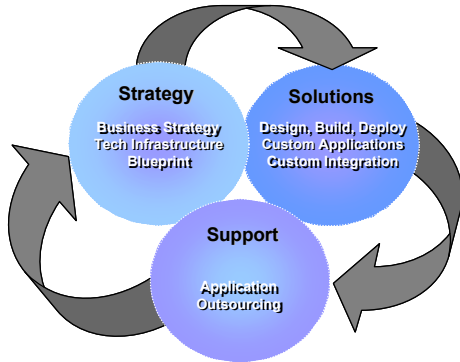 Strategy
Business Strategy
Tech Infrastructure
Blueprint
Solutions
Design, Build, Deploy
Custom Applications
Custom Integration
Support
Application
Outsourcing